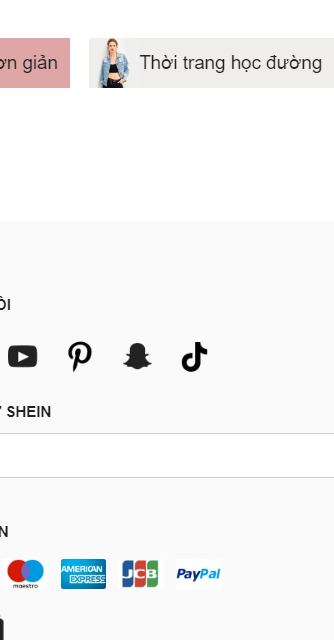 ơn giản
Thời trang học đường
ÔI
SHEIN
N
maestro
AMERICAN
EXPRESS
JCB
PayPal